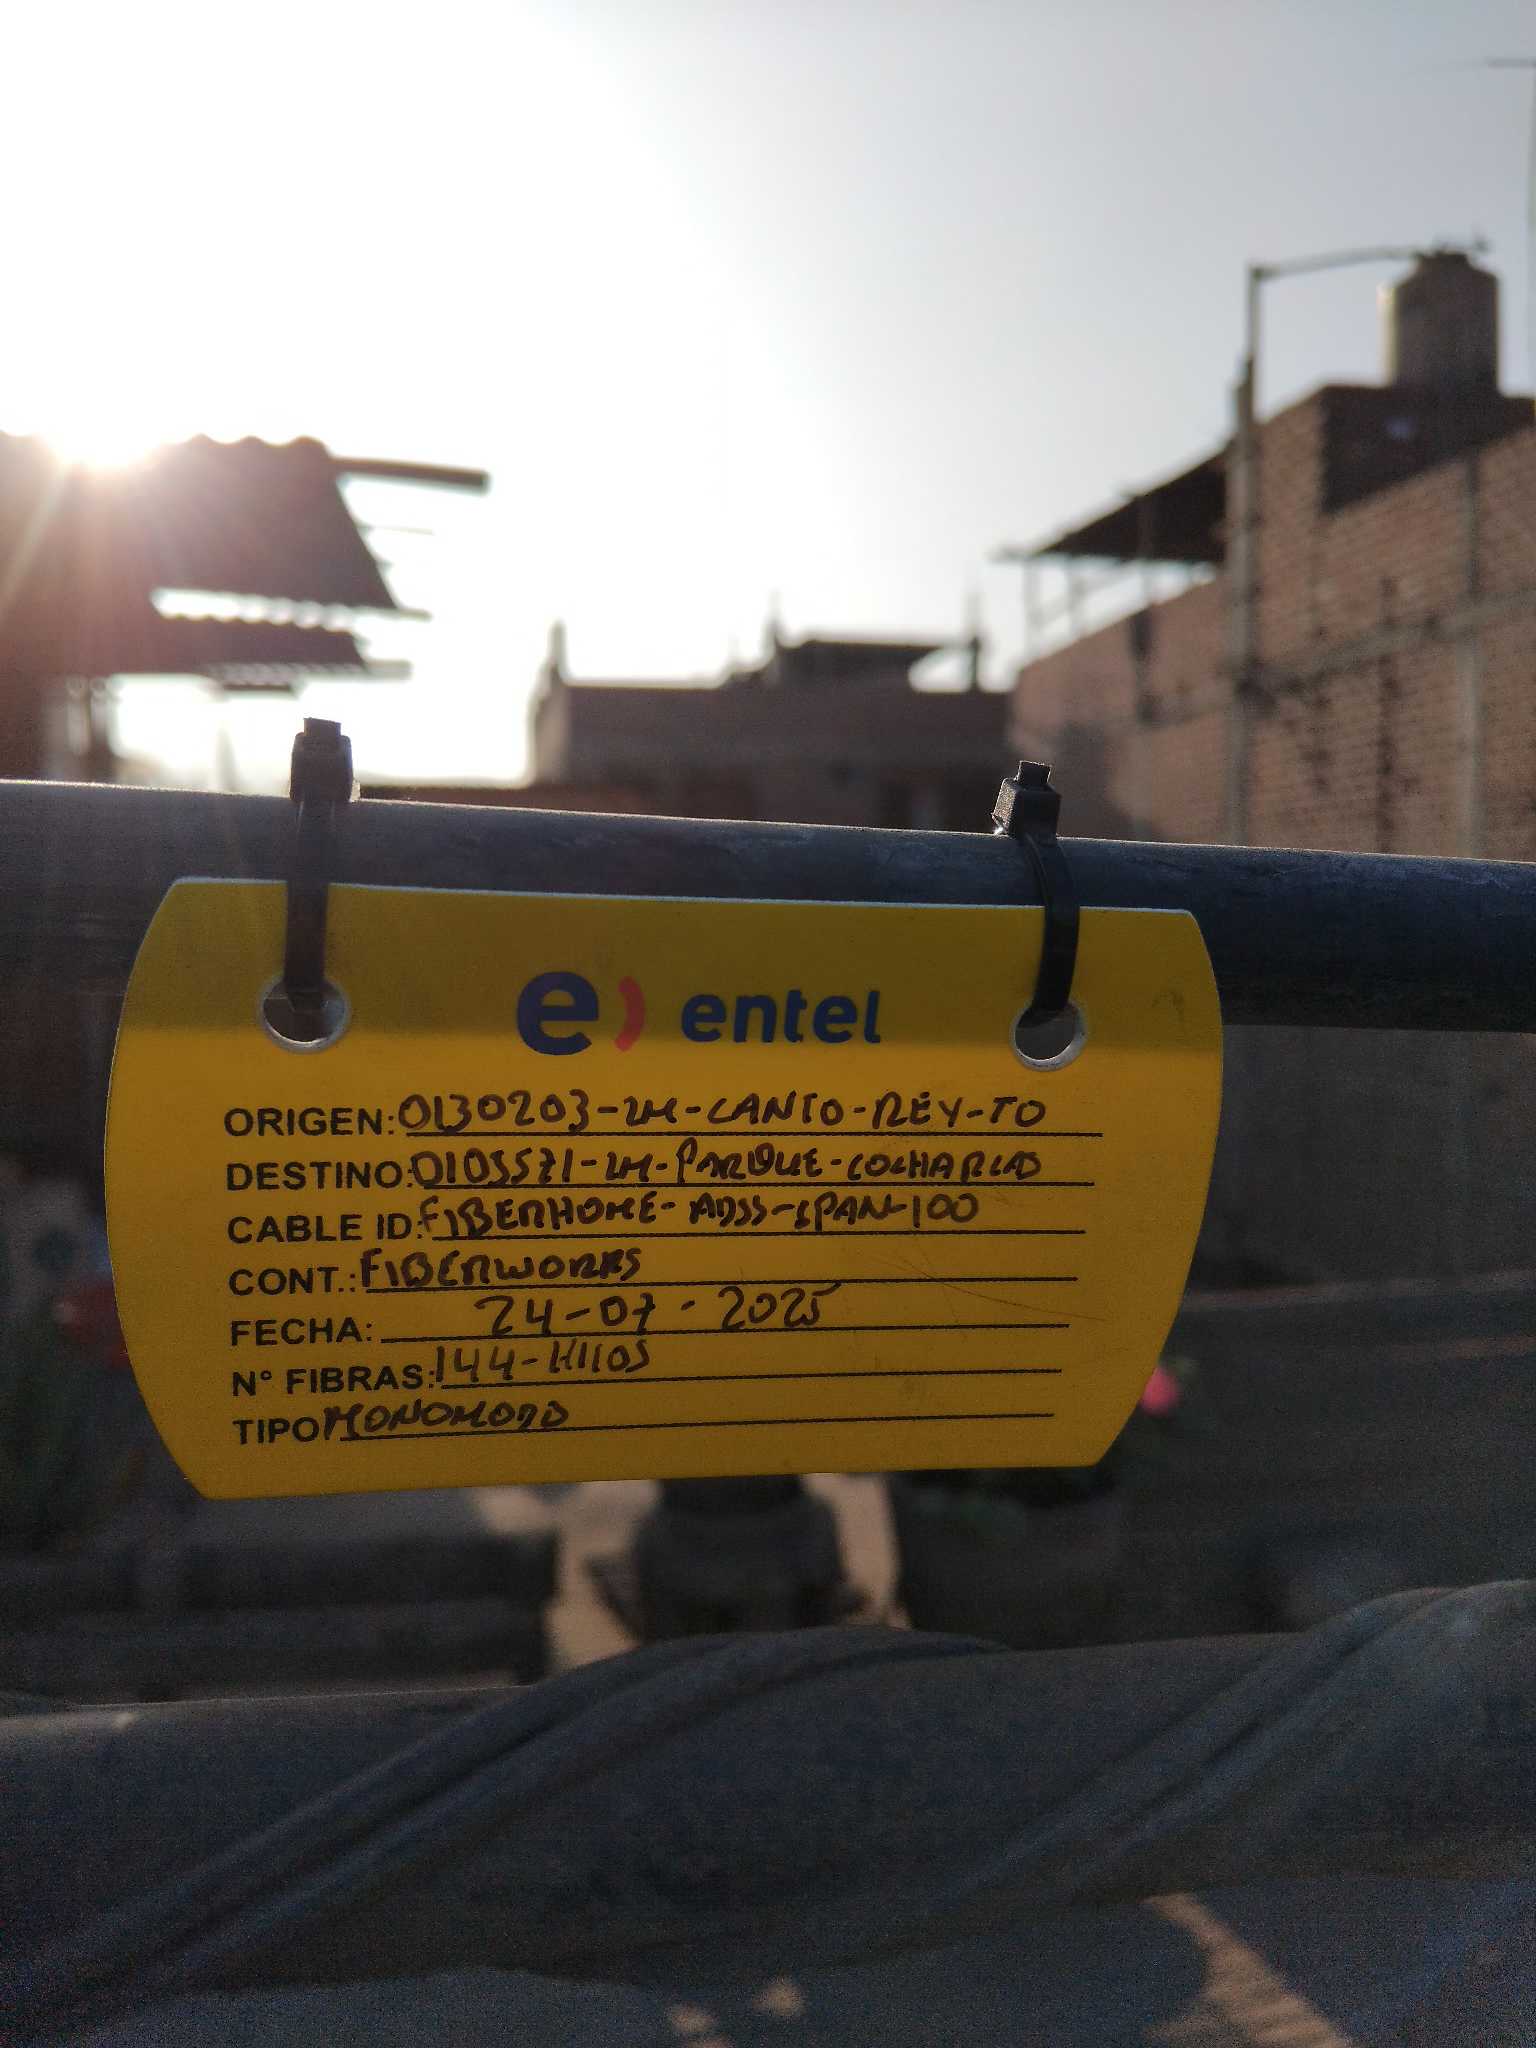 e) entel
ORIGEN: 0130203-LM-CANTO-REY-TO
DESTINO: 0105571-LM-PARQUE-COCHARCAS
CABLE ID: FIBERHOME-ADSS-SPAN-100
CONT.: FIBERWORKS
FECHA: 24-07-2025
N° FIBRAS: 144-HILOS
TIPO: MONOMODO